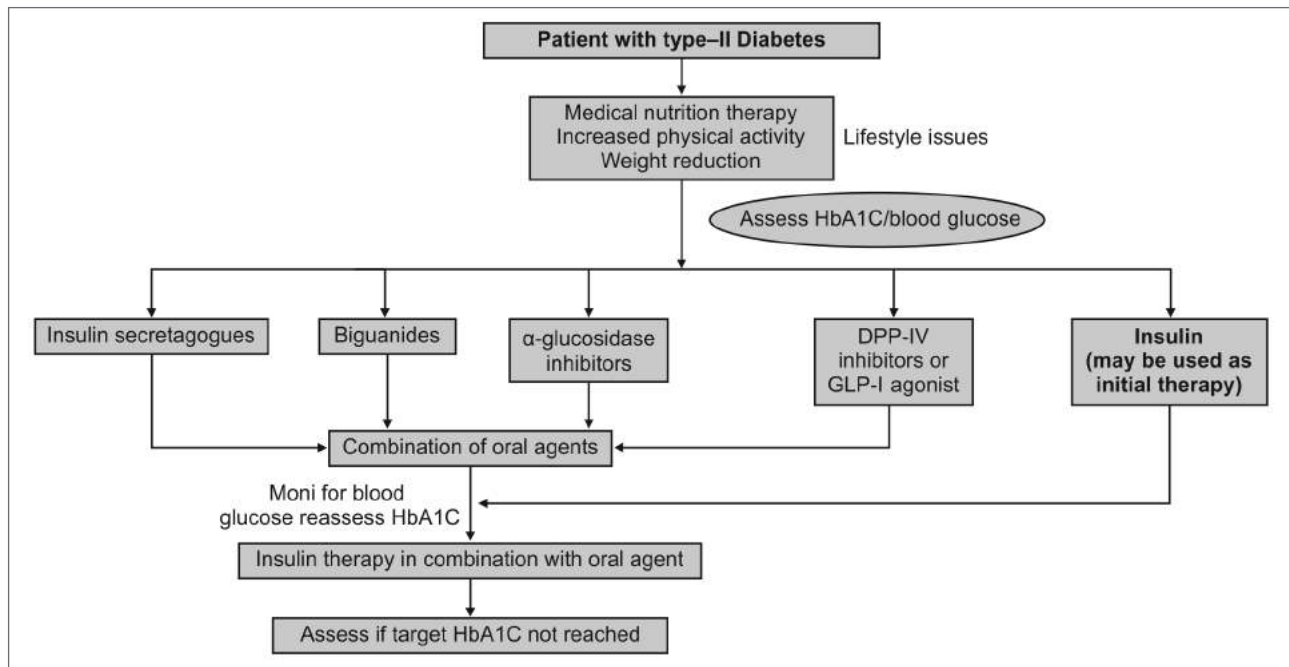 Patient with type–II Diabetes
Medical nutrition therapy
Increased physical activity
Weight reduction
Lifestyle issues
Assess HbA1C/blood glucose
Insulin secretagogues
Biguanides
α-glucosidase
inhibitors
DPP-IV
inhibitors or
GLP-I agonist
Insulin
(may be used as
initial therapy)
Combination of oral agents
Moni for blood
glucose reassess HbA1C
Insulin therapy in combination with oral agent
Assess if target HbA1C not reached